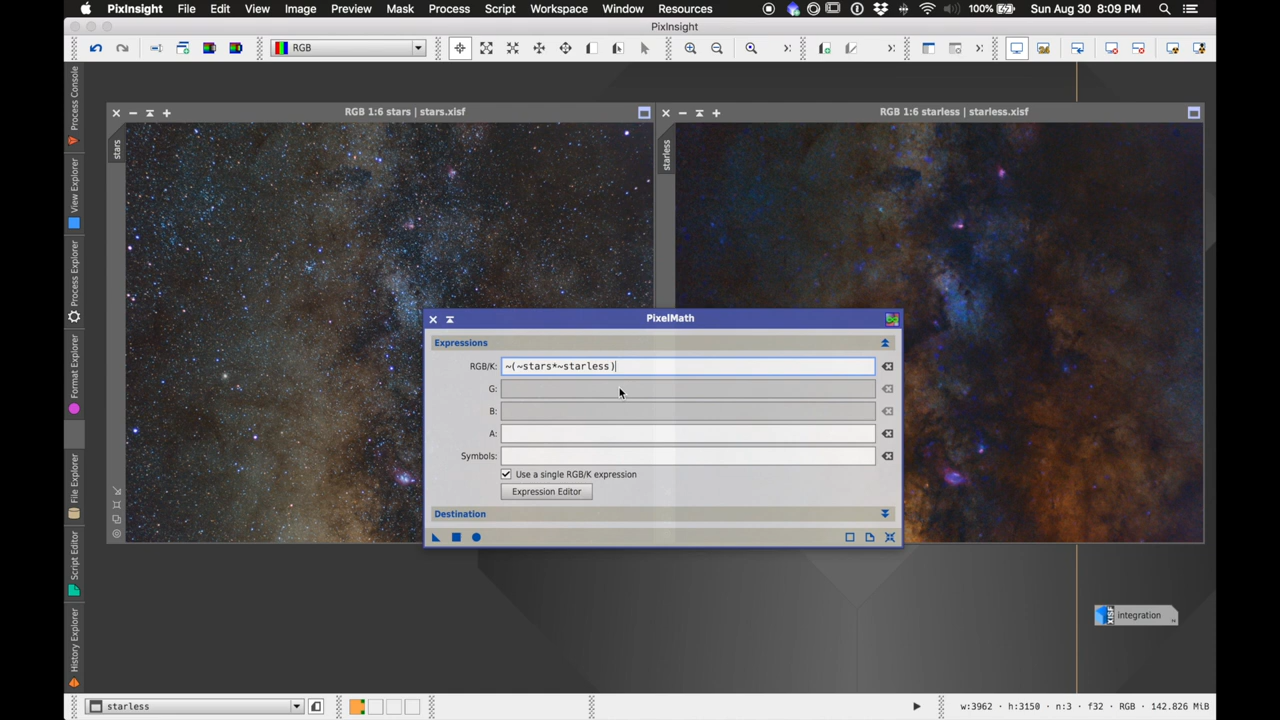 PixInsight File Edit View Image Preview Mask Process Script Workspace Window Resources 100% Sun Aug 30 8:09 PM
PixInsight
RGB
Process Console
View Explorer
Process Explorer
Format Explorer
File Explorer
Script Editor
History Explorer
RGB 1:6 stars | stars.xisf
stars
RGB 1:6 starless | starless.xisf
starless
PixelMath
Expressions
RGB/K: ~(~stars*~starless)
G:
B:
A:
Symbols:
Use a single RGB/K expression
Expression Editor
Destination
XISF integration
starless
w:3962 h:3150 n:3 f32 RGB 142.826 MiB